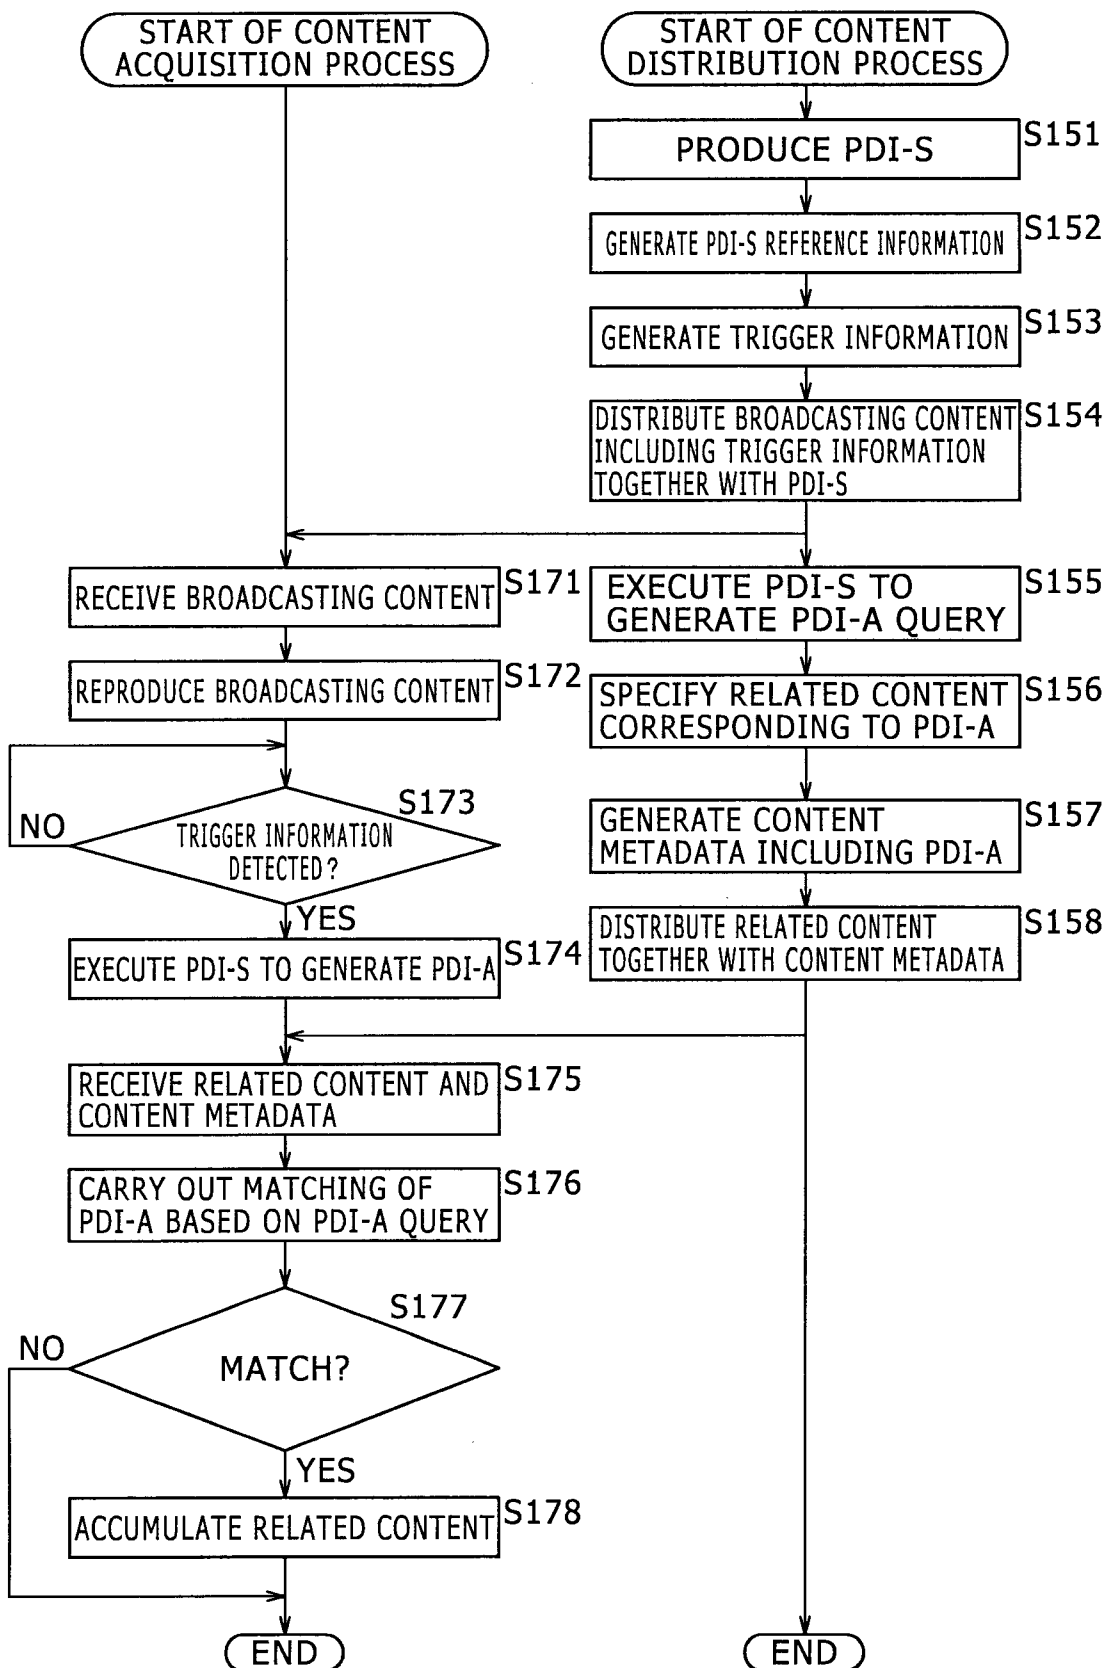 START OF CONTENT
ACQUISITION PROCESS
START OF CONTENT
DISTRIBUTION PROCESS
PRODUCE PDI-S
S151
GENERATE PDI-S REFERENCE INFORMATION
S152
GENERATE TRIGGER INFORMATION
S153
DISTRIBUTE BROADCASTING CONTENT
INCLUDING TRIGGER INFORMATION
TOGETHER WITH PDI-S
S154
RECEIVE BROADCASTING CONTENT
S171
EXECUTE PDI-S TO
GENERATE PDI-A QUERY
S155
REPRODUCE BROADCASTING CONTENT
S172
SPECIFY RELATED CONTENT
CORRESPONDING TO PDI-A
S156
S173
NO
TRIGGER INFORMATION
DETECTED?
YES
GENERATE CONTENT
METADATA INCLUDING PDI-A
S157
EXECUTE PDI-S TO GENERATE PDI-A
S174
DISTRIBUTE RELATED CONTENT
TOGETHER WITH CONTENT METADATA
S158
RECEIVE RELATED CONTENT AND
CONTENT METADATA
S175
CARRY OUT MATCHING OF
PDI-A BASED ON PDI-A QUERY
S176
S177
NO
MATCH?
YES
ACCUMULATE RELATED CONTENT
S178
END
END